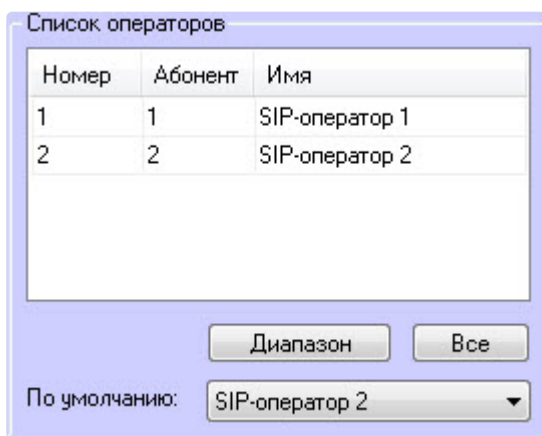 Список операторов
Номер Абонент Имя
1 1 SIP-оператор 1
2 2 SIP-оператор 2
Диапазон Все
По умолчанию: SIP-оператор 2